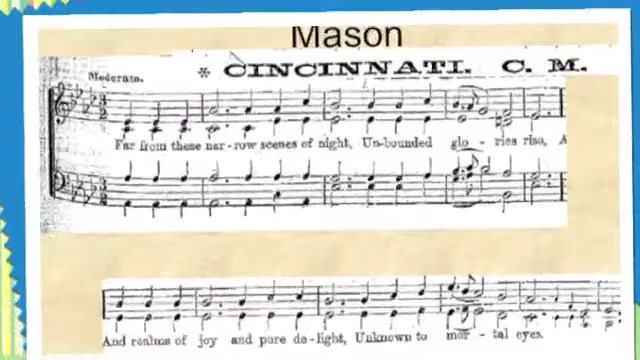 Mason
* CINCINNATI. C. M.
Moderato.
Far from these nar-row scenes of night, Un-bounded glo - ries rise, A
And realms of joy and pure de-light, Unknown to mor - tal eyes.